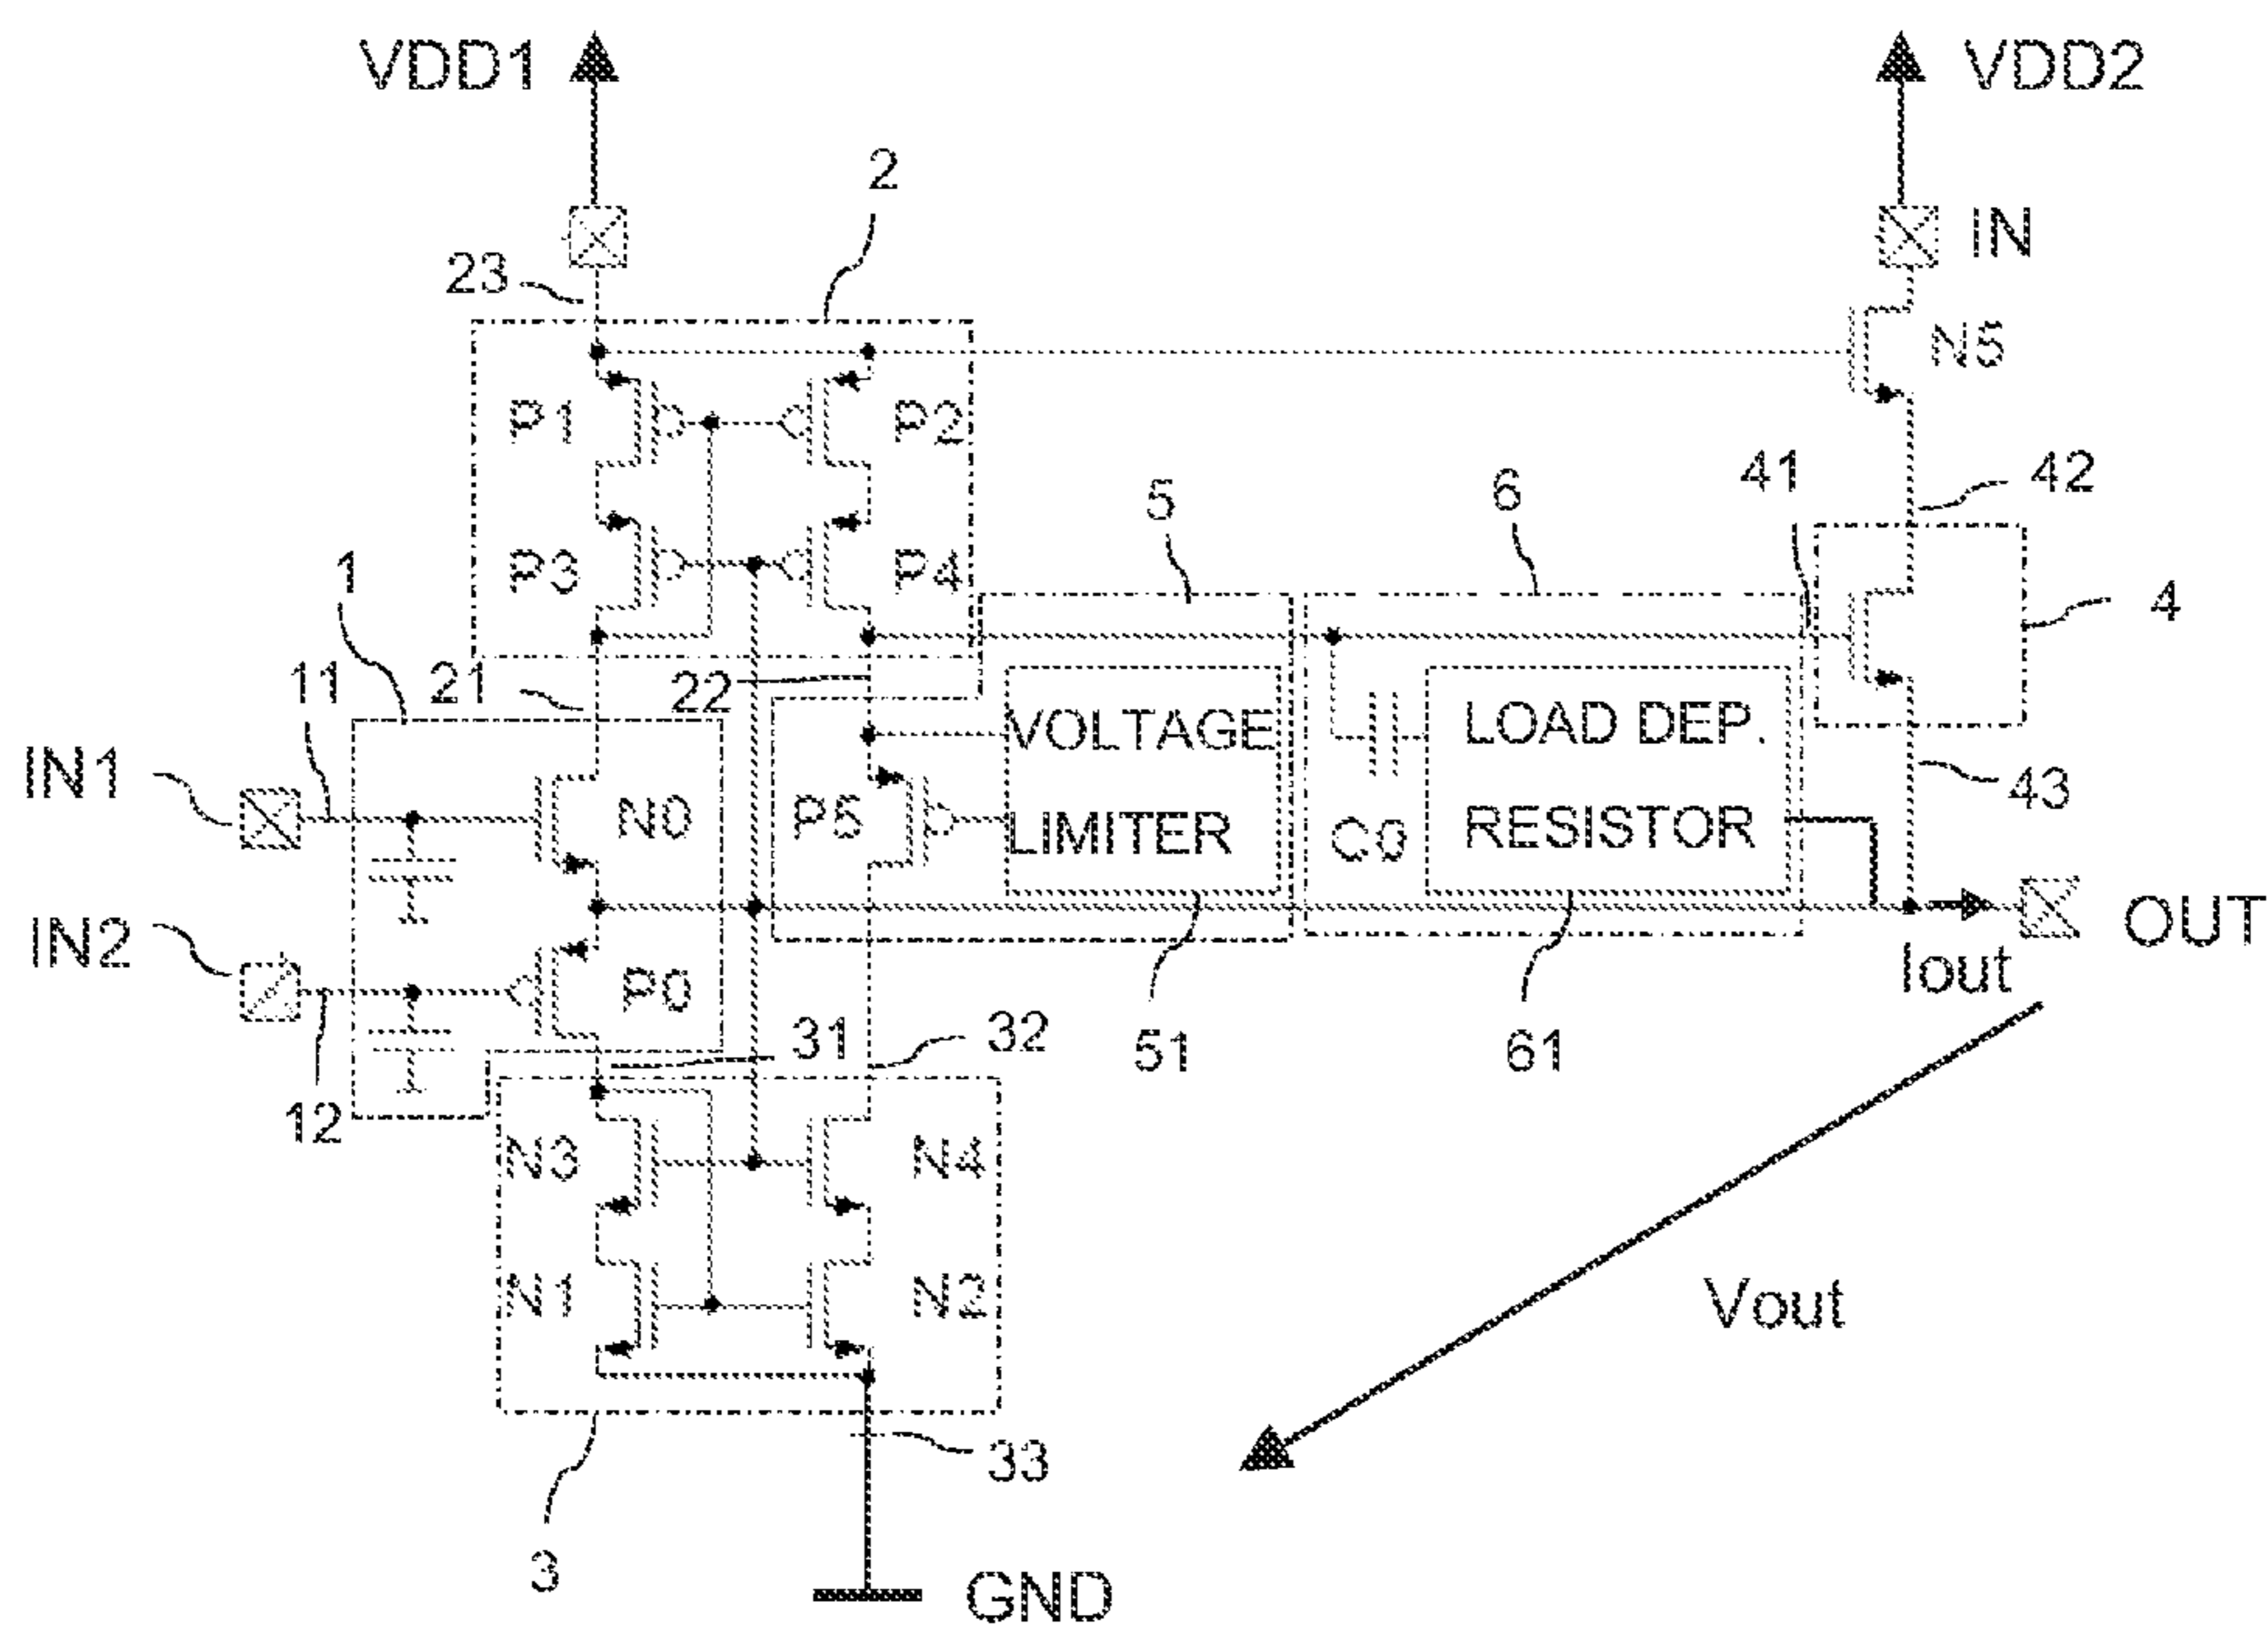 VDD1
VDD2
2
IN
23
N5
P1
P2
41
42
5
6
P3
P4
1
4
11
21
22
VOLTAGE
LOAD DEP.
IN1
N0
P5
LIMITER
C0
RESISTOR
43
IN2
P0
OUT
Iout
31
32
51
61
12
N3
N4
N1
N2
Vout
33
3
GND